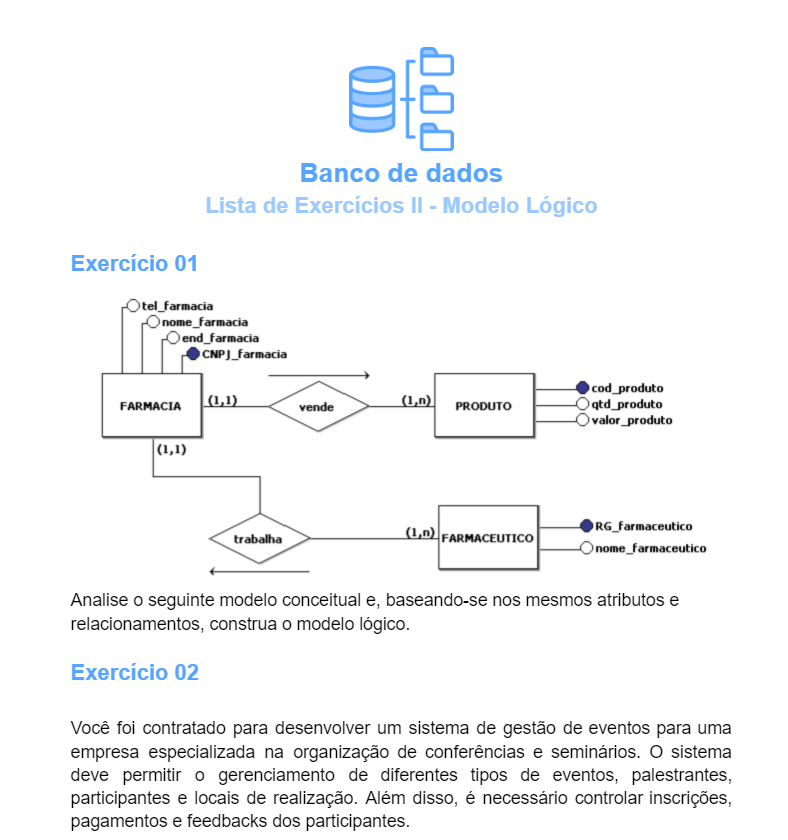 Banco de dados
Lista de Exercícios II - Modelo Lógico
Exercício 01
tel_farmacia
nome_farmacia
end_farmacia
CNPJ_farmacia
FARMACIA
(1,1)
vende
(1,n)
PRODUTO
cod_produto
qtd_produto
valor_produto
(1,1)
trabalha
(1,n)
FARMACEUTICO
RG_farmaceutico
nome_farmaceutico
Analise o seguinte modelo conceitual e, baseando-se nos mesmos atributos e
relacionamentos, construa o modelo lógico.
Exercício 02
Você foi contratado para desenvolver um sistema de gestão de eventos para uma
empresa especializada na organização de conferências e seminários. O sistema
deve permitir o gerenciamento de diferentes tipos de eventos, palestrantes,
participantes e locais de realização. Além disso, é necessário controlar inscrições,
pagamentos e feedbacks dos participantes.